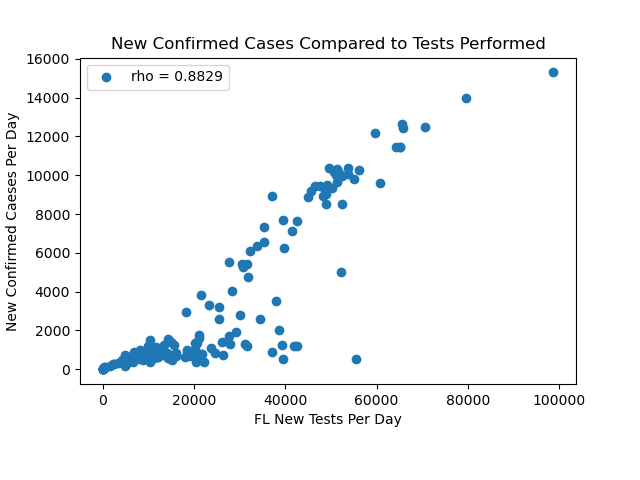 New Confirmed Cases Compared to Tests Performed
rho = 0.8829
16000
14000
12000
10000
8000
6000
4000
2000
0
New Confirmed Caeses Per Day
0 20000 40000 60000 80000 100000
FL New Tests Per Day